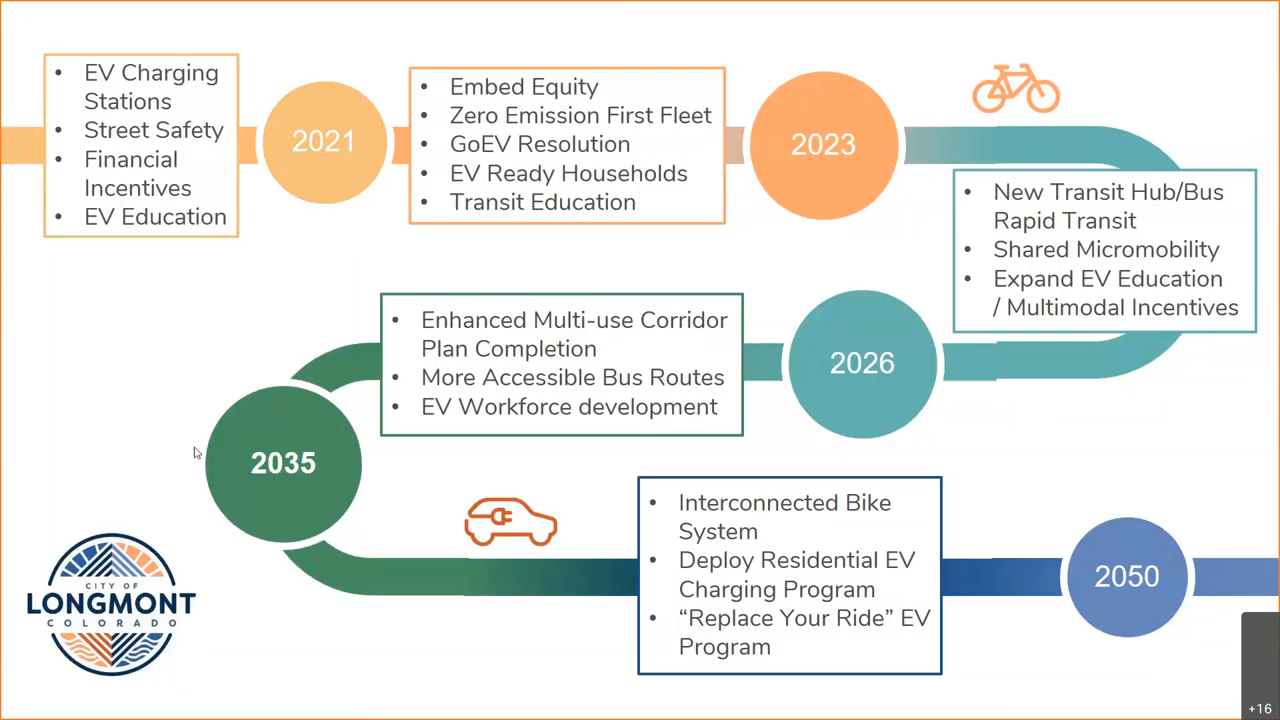 • EV Charging
Stations
• Street Safety
• Financial
Incentives
• EV Education
2021
• Embed Equity
• Zero Emission First Fleet
• GoEV Resolution
• EV Ready Households
• Transit Education
2023
• New Transit Hub/Bus
Rapid Transit
• Shared Micromobility
• Expand EV Education
/ Multimodal Incentives
2026
• Enhanced Multi-use Corridor
Plan Completion
• More Accessible Bus Routes
• EV Workforce development
2035
• Interconnected Bike
System
• Deploy Residential EV
Charging Program
• “Replace Your Ride” EV
Program
2050
CITY OF
LONGMONT
COLORADO
+16